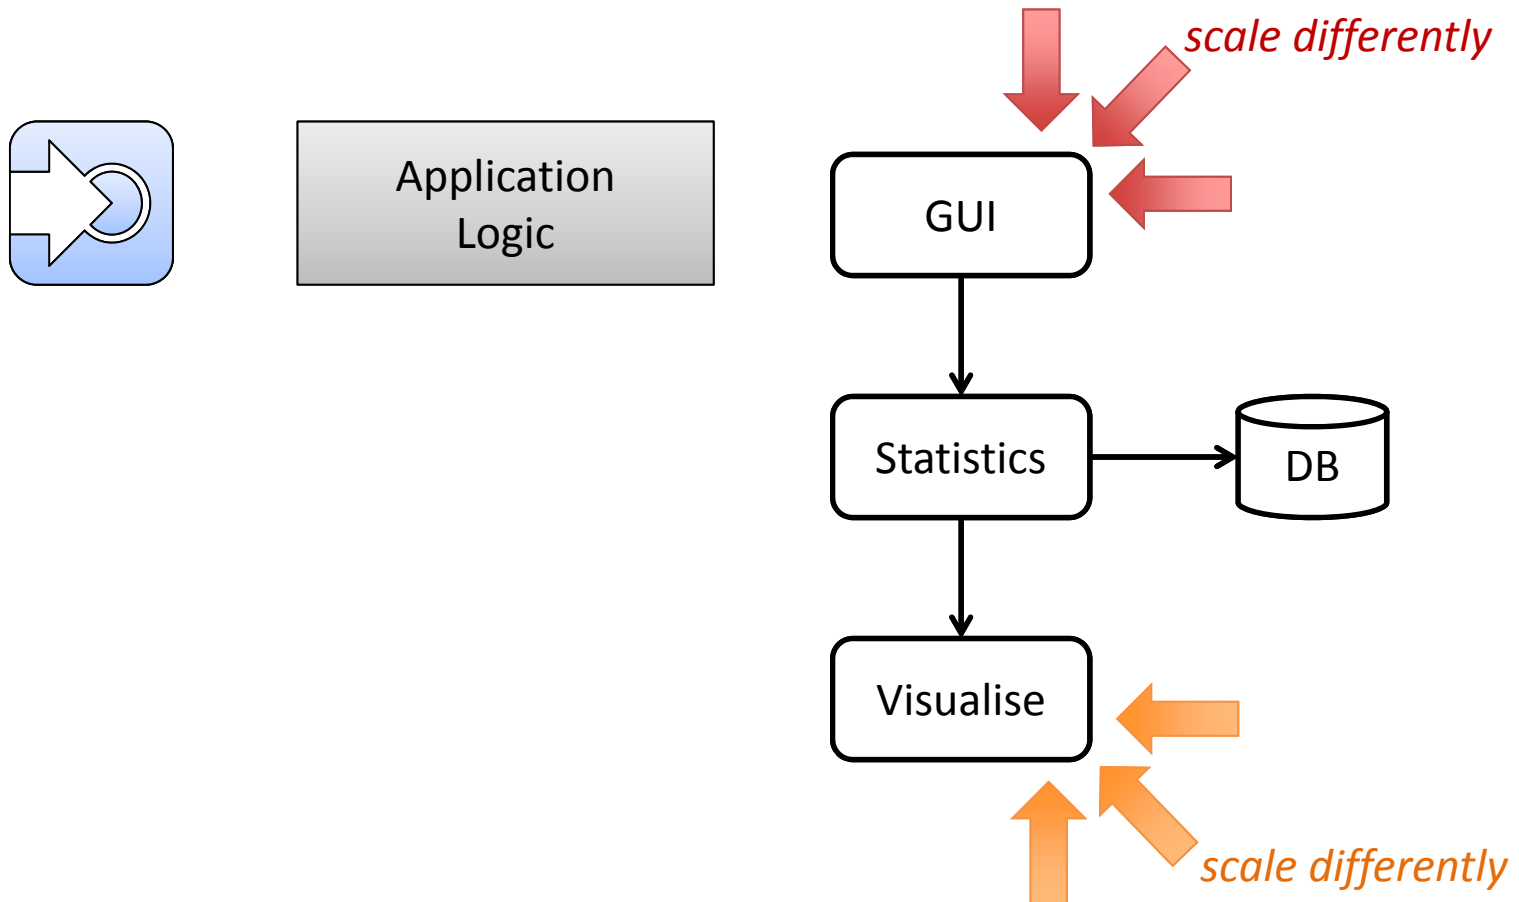 scale differently
Application
Logic
GUI
Statistics
DB
Visualise
scale differently